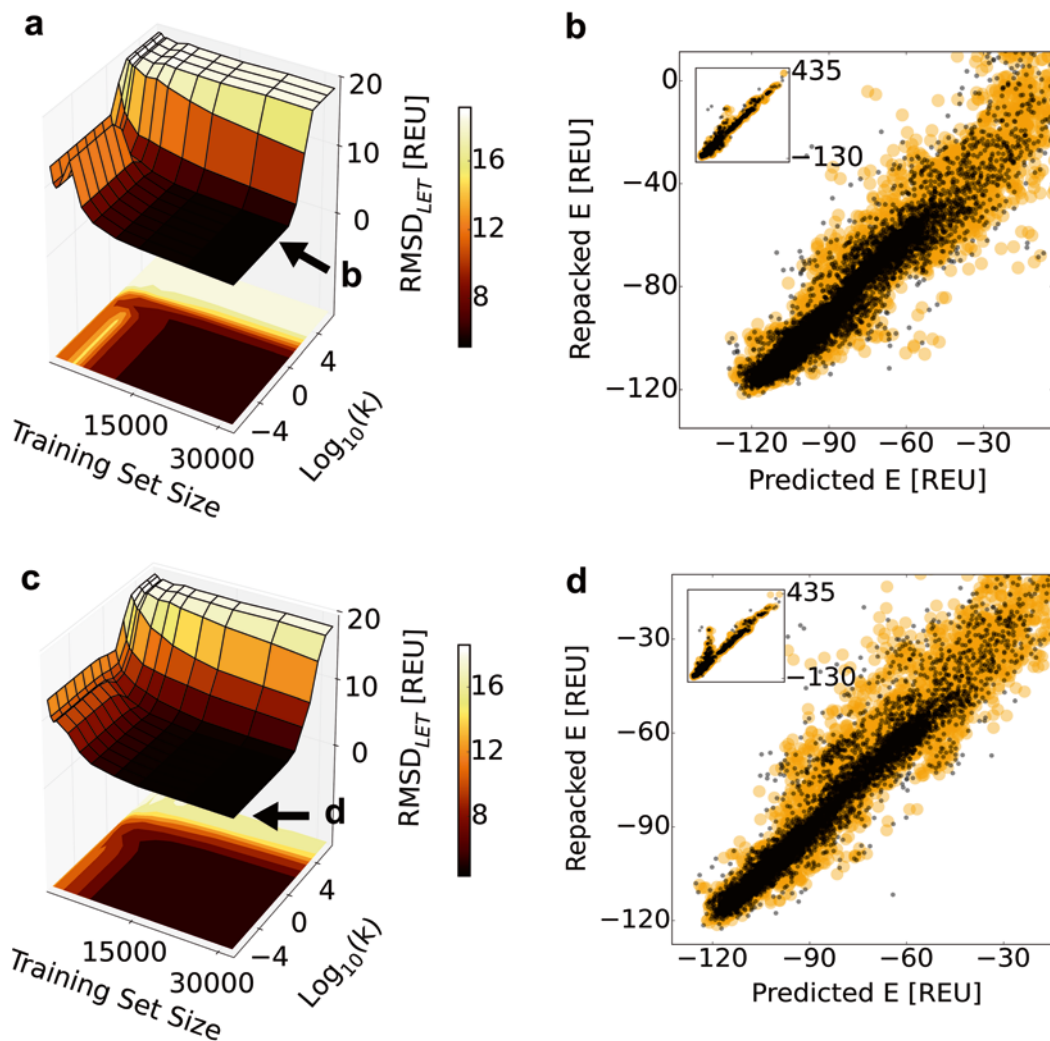 a
20
10
0
RMSD_LET [REU]
16
12
8
b
4
0
−4
Log10(k)
15000
30000
Training Set Size
b
0
−40
−80
−120
Repacked E [REU]
435
−130
−120
−90
−60
−30
Predicted E [REU]
c
20
10
0
RMSD_LET [REU]
16
12
8
d
4
0
−4
Log10(k)
15000
30000
Training Set Size
d
−30
−60
−90
−120
Repacked E [REU]
435
−130
−120
−90
−60
−30
Predicted E [REU]